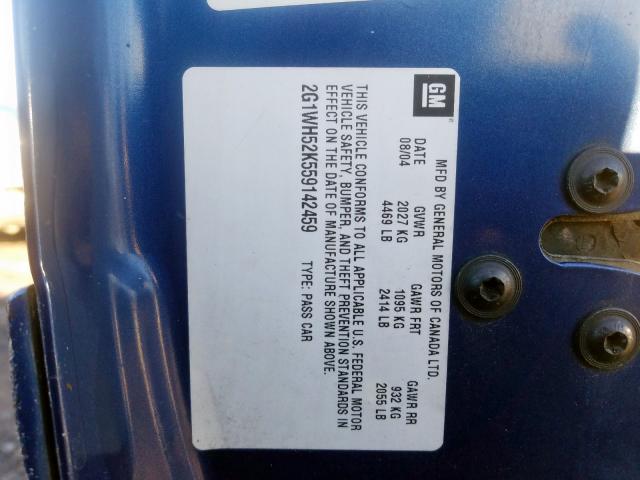 GM
MFD BY GENERAL MOTORS OF CANADA LTD.
DATE GVWR GAWR FRT GAWR RR
08/04 2027 KG 1095 KG 932 KG
4469 LB 2414 LB 2055 LB
THIS VEHICLE CONFORMS TO ALL APPLICABLE U.S. FEDERAL MOTOR
VEHICLE SAFETY, BUMPER, AND THEFT PREVENTION STANDARDS IN
EFFECT ON THE DATE OF MANUFACTURE SHOWN ABOVE.
2G1WH52K559142459 TYPE: PASS CAR